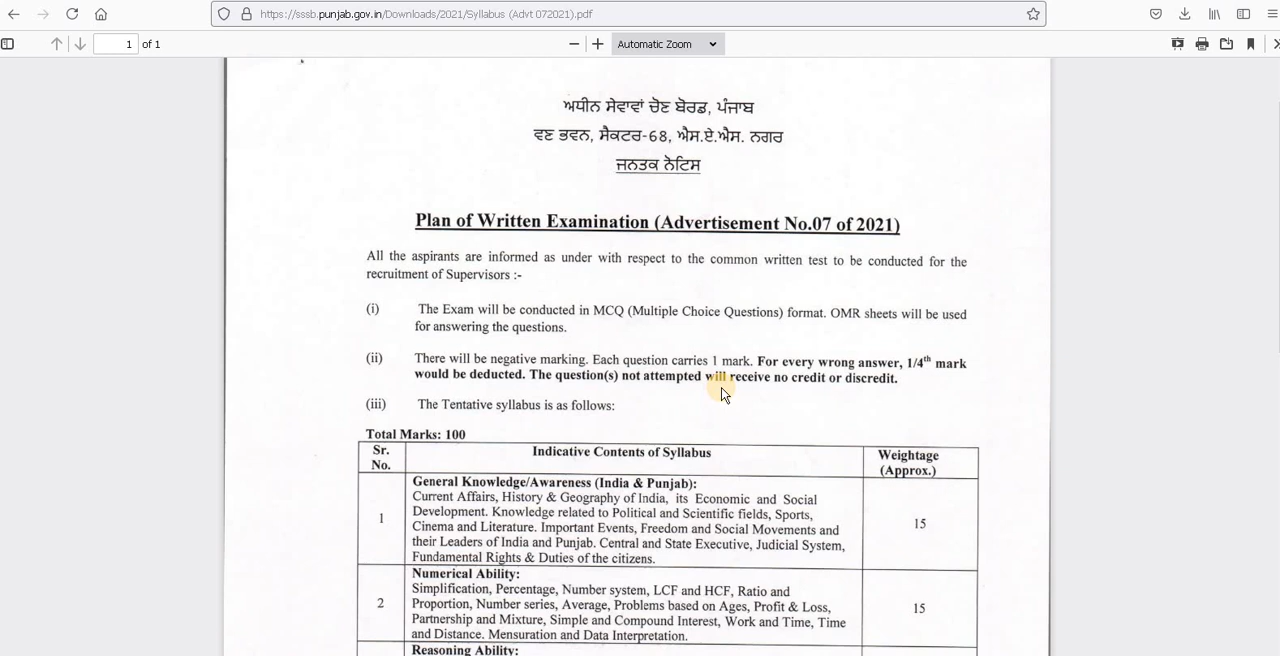 https://sssb.punjab.gov.in/Downloads/2021/Syllabus (Advt 072021).pdf
1 of 1
Automatic Zoom
ਅਧੀਨ ਸੇਵਾਵਾਂ ਚੋਣ ਬੋਰਡ, ਪੰਜਾਬ
ਵਣ ਭਵਨ, ਸੈਕਟਰ-68, ਐਸ.ਏ.ਐਸ. ਨਗਰ
ਜਨਤਕ ਨੋਟਿਸ
Plan of Written Examination (Advertisement No.07 of 2021)
All the aspirants are informed as under with respect to the common written test to be conducted for the
recruitment of Supervisors :-
(i) The Exam will be conducted in MCQ (Multiple Choice Questions) format. OMR sheets will be used
for answering the questions.
(ii) There will be negative marking. Each question carries 1 mark. For every wrong answer, 1/4th mark
would be deducted. The question(s) not attempted will receive no credit or discredit.
(iii) The Tentative syllabus is as follows:
Total Marks: 100
Sr. No. Indicative Contents of Syllabus Weightage (Approx.)
General Knowledge/Awareness (India & Punjab):
Current Affairs, History & Geography of India, its Economic and Social
Development. Knowledge related to Political and Scientific fields, Sports,
1 Cinema and Literature. Important Events, Freedom and Social Movements and 15
their Leaders of India and Punjab. Central and State Executive, Judicial System,
Fundamental Rights & Duties of the citizens.
Numerical Ability:
Simplification, Percentage, Number system, LCF and HCF, Ratio and
2 Proportion, Number series, Average, Problems based on Ages, Profit & Loss, 15
Partnership and Mixture, Simple and Compound Interest, Work and Time, Time
and Distance. Mensuration and Data Interpretation.
Reasoning Ability: